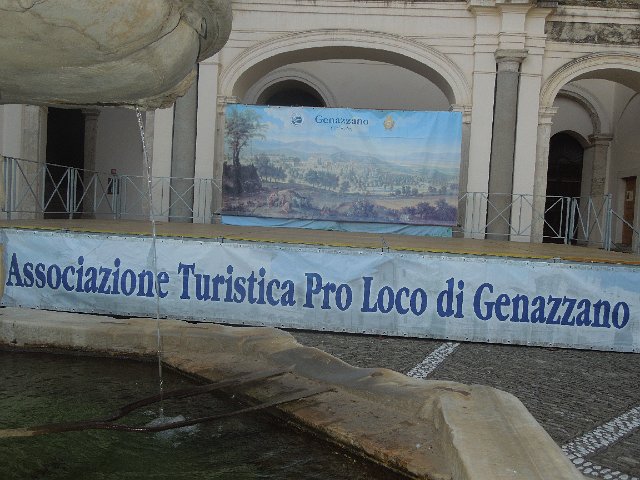 Genazzano
Associazione Turistica Pro Loco di Genazzano